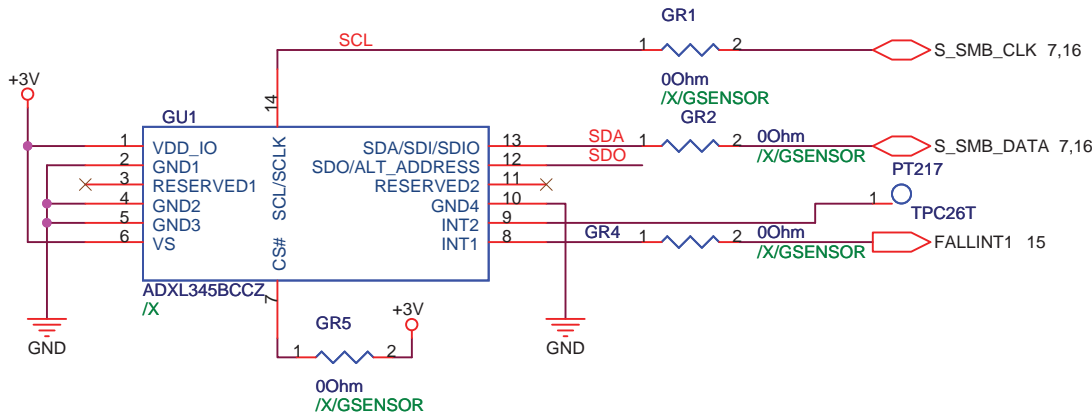 GR1
SCL
1 2
S_SMB_CLK 7,16
+3V
0Ohm
/X/GSENSOR
14
GU1
GR2
1 VDD_IO
SCL/SCLK
SDA/SDI/SDIO 13
SDA
1 2
0Ohm
/X/GSENSOR
S_SMB_DATA 7,16
2 GND1
SDO/ALT_ADDRESS 12
SDO
3 RESERVED1
RESERVED2 11
PT217
4 GND2
GND4 10
1
5 GND3
INT2 9
TPC26T
6 VS
CS#
INT1 8
GR4
1 2
0Ohm
/X/GSENSOR
FALLINT1 15
ADXL345BCCZ
/X
7
GR5
+3V
GND
1 2
GND
0Ohm
/X/GSENSOR